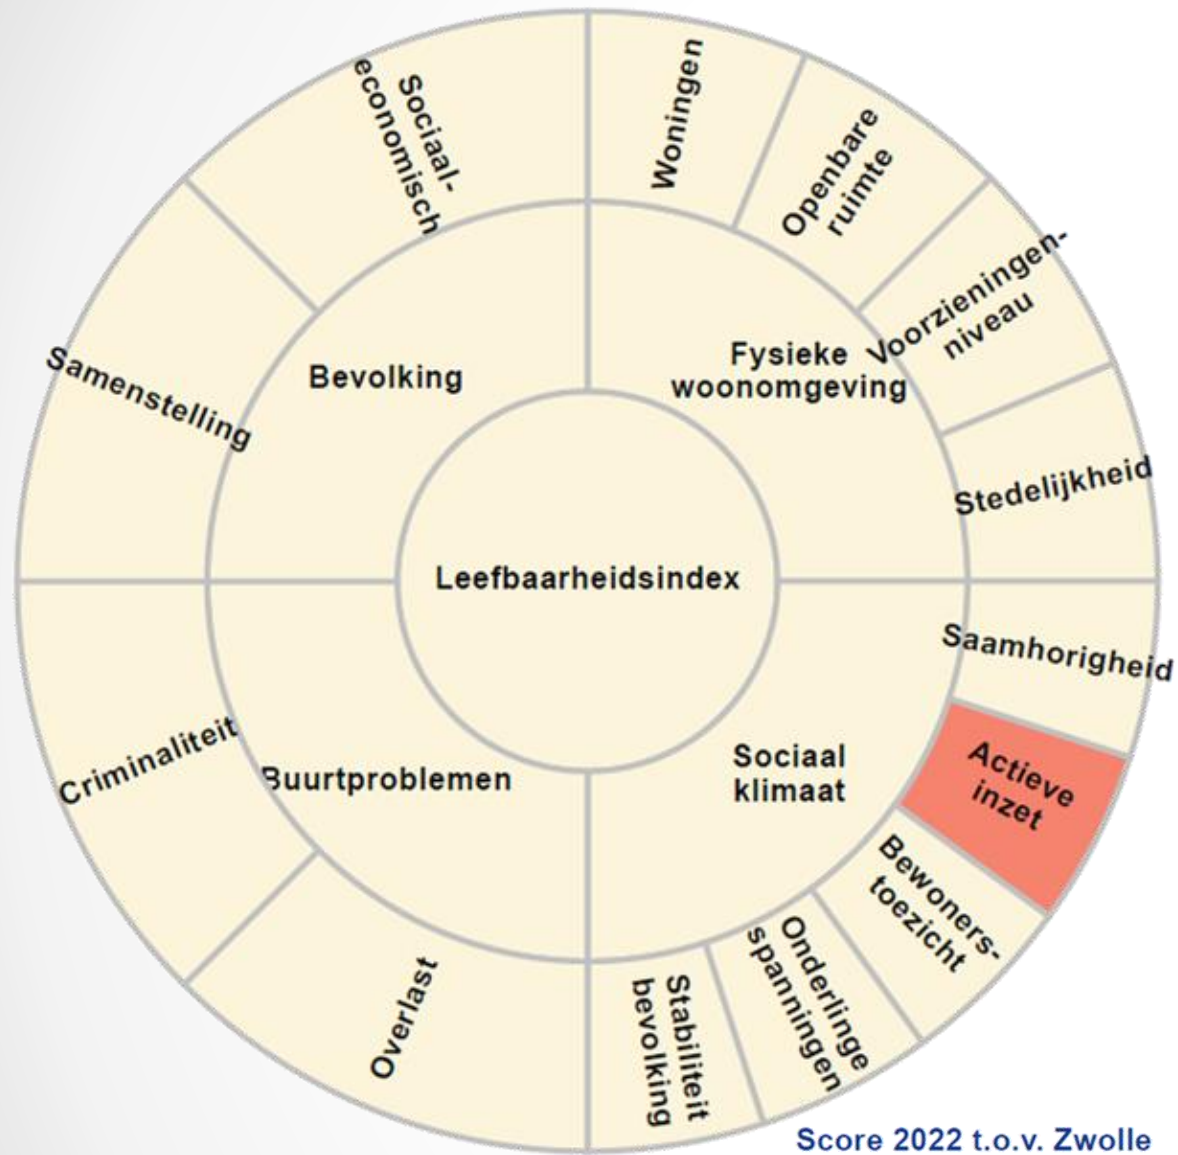 Sociaal-
economisch
Woningen
Openbare
ruimte
Voorzieningen-
niveau
Stedelijkheid
Samenstelling
Bevolking
Fysieke
woonomgeving
Leefbaarheidsindex
Saamhorigheid
Actieve
inzet
Bewoners-
toezicht
Onderlinge
spanningen
Stabiliteit
bevolking
Sociaal
klimaat
Buurtproblemen
Criminaliteit
Overlast
Score 2022 t.o.v. Zwolle